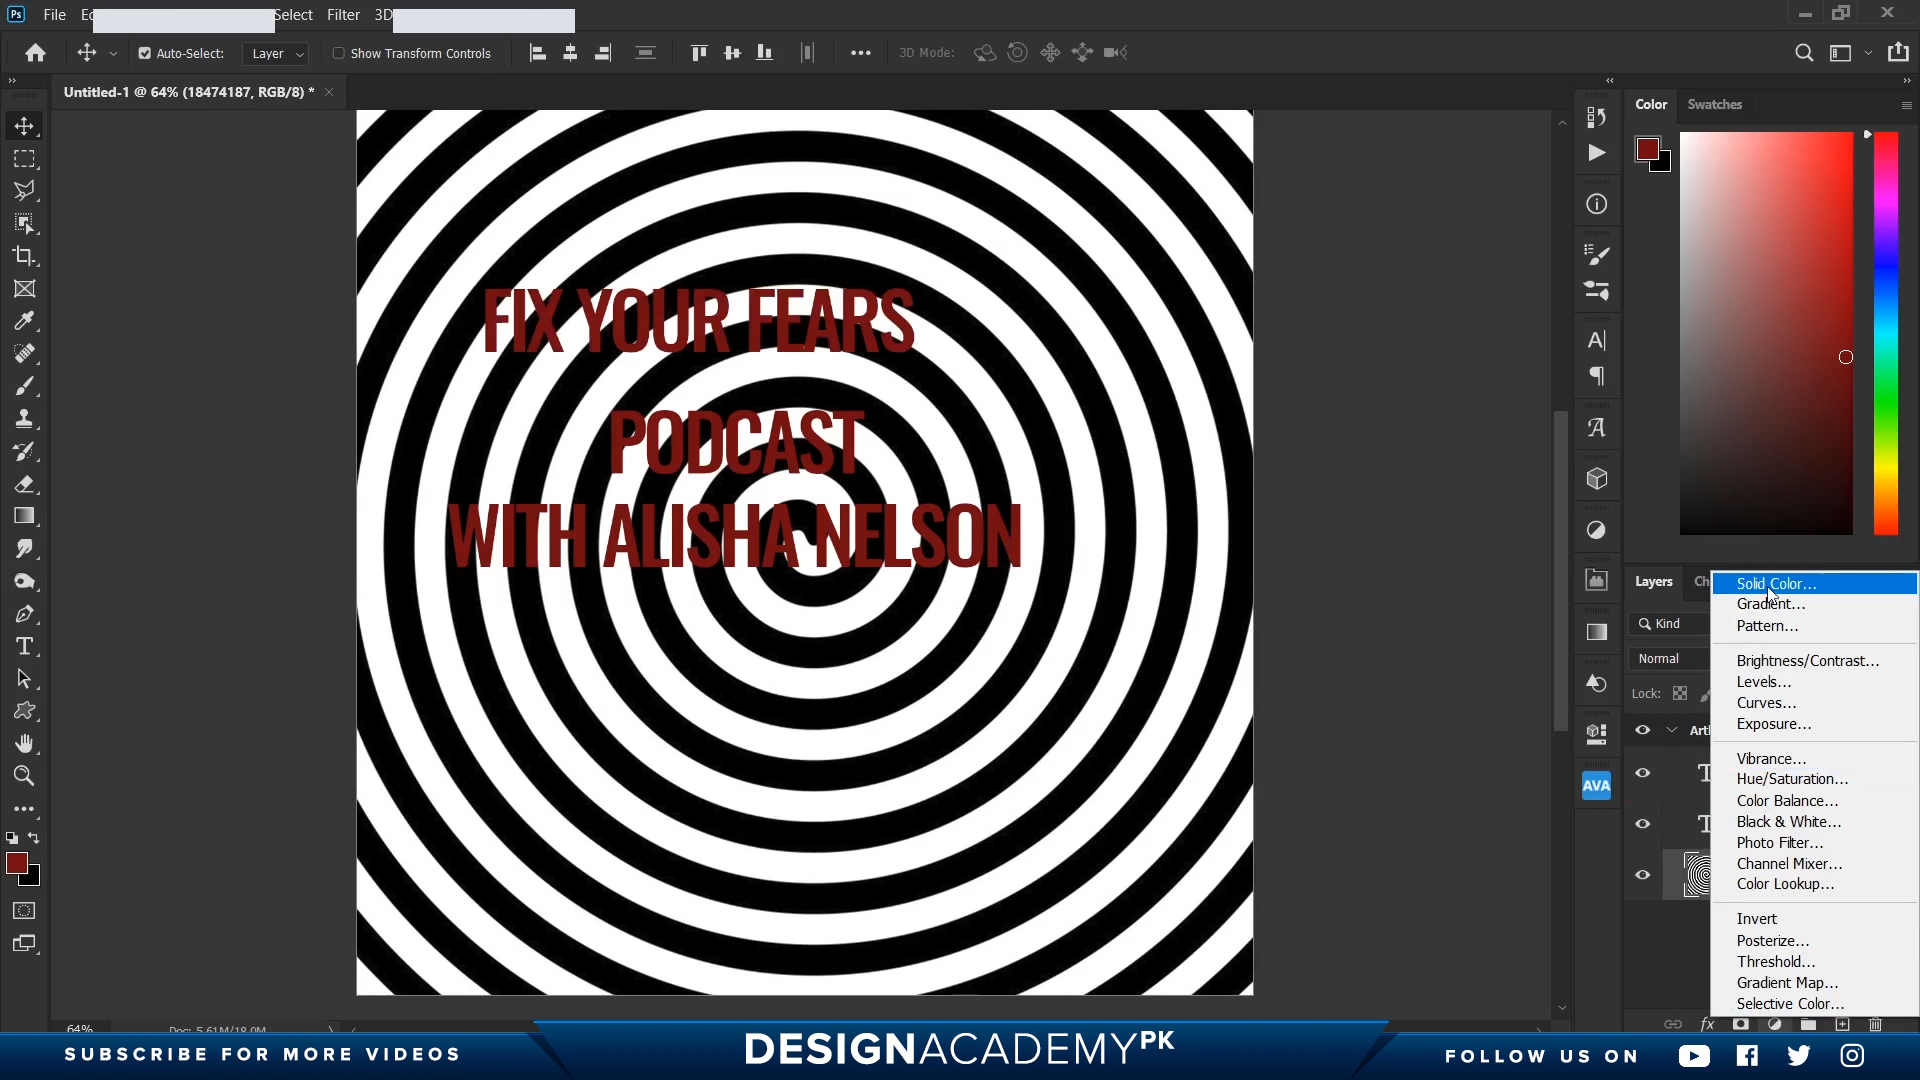 Ps File Select Filter 3D
Auto-Select: Layer Show Transform Controls 3D Mode:
Untitled-1 @ 64% (18474187, RGB/8) *
Color Swatches
FIX YOUR FEARS
PODCAST
WITH ALISHA NELSON
AVA
Layers
Kind
Normal
Lock:
Solid Color...
Gradient...
Pattern...
Brightness/Contrast...
Levels...
Curves...
Exposure...
Vibrance...
Hue/Saturation...
Color Balance...
Black & White...
Photo Filter...
Channel Mixer...
Color Lookup...
Invert
Posterize...
Threshold...
Gradient Map...
Selective Color...
64% Doc: 5.61M/18.0M
SUBSCRIBE FOR MORE VIDEOS
DESIGNACADEMYPK
FOLLOW US ON